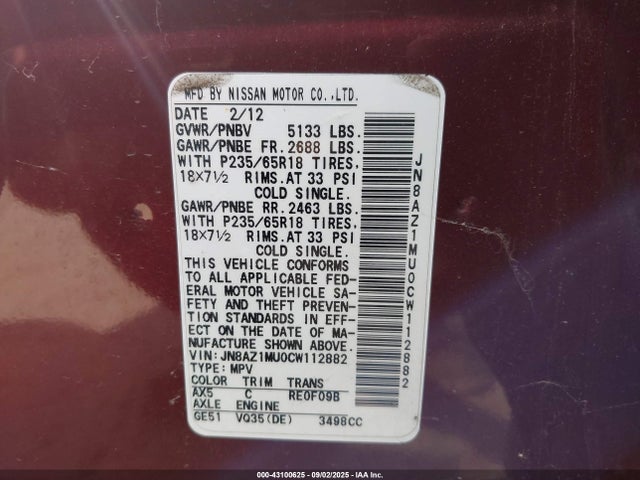 MFD BY NISSAN MOTOR CO.,LTD.
DATE 2/12
GVWR/PNBV 5133 LBS.
GAWR/PNBE FR. 2688 LBS.
WITH P235/65R18 TIRES,
18×7½ RIMS.AT 33 PSI
COLD SINGLE.
GAWR/PNBE RR. 2463 LBS.
WITH P235/65R18 TIRES,
18×7½ RIMS.AT 33 PSI
COLD SINGLE.
THIS VEHICLE CONFORMS
TO ALL APPLICABLE FED-
ERAL MOTOR VEHICLE SA-
FETY AND THEFT PREVEN-
TION STANDARDS IN EFF-
ECT ON THE DATE OF MA-
NUFACTURE SHOWN ABOVE.
VIN: JN8AZ1MU0CW112882
TYPE: MPV
COLOR TRIM TRANS
AX5 C RE0F09B
AXLE ENGINE
GE51 VQ35(DE) 3498CC
JN8AZ1MU0CW112882
000-43100625 - 09/02/2025 - IAA Inc.